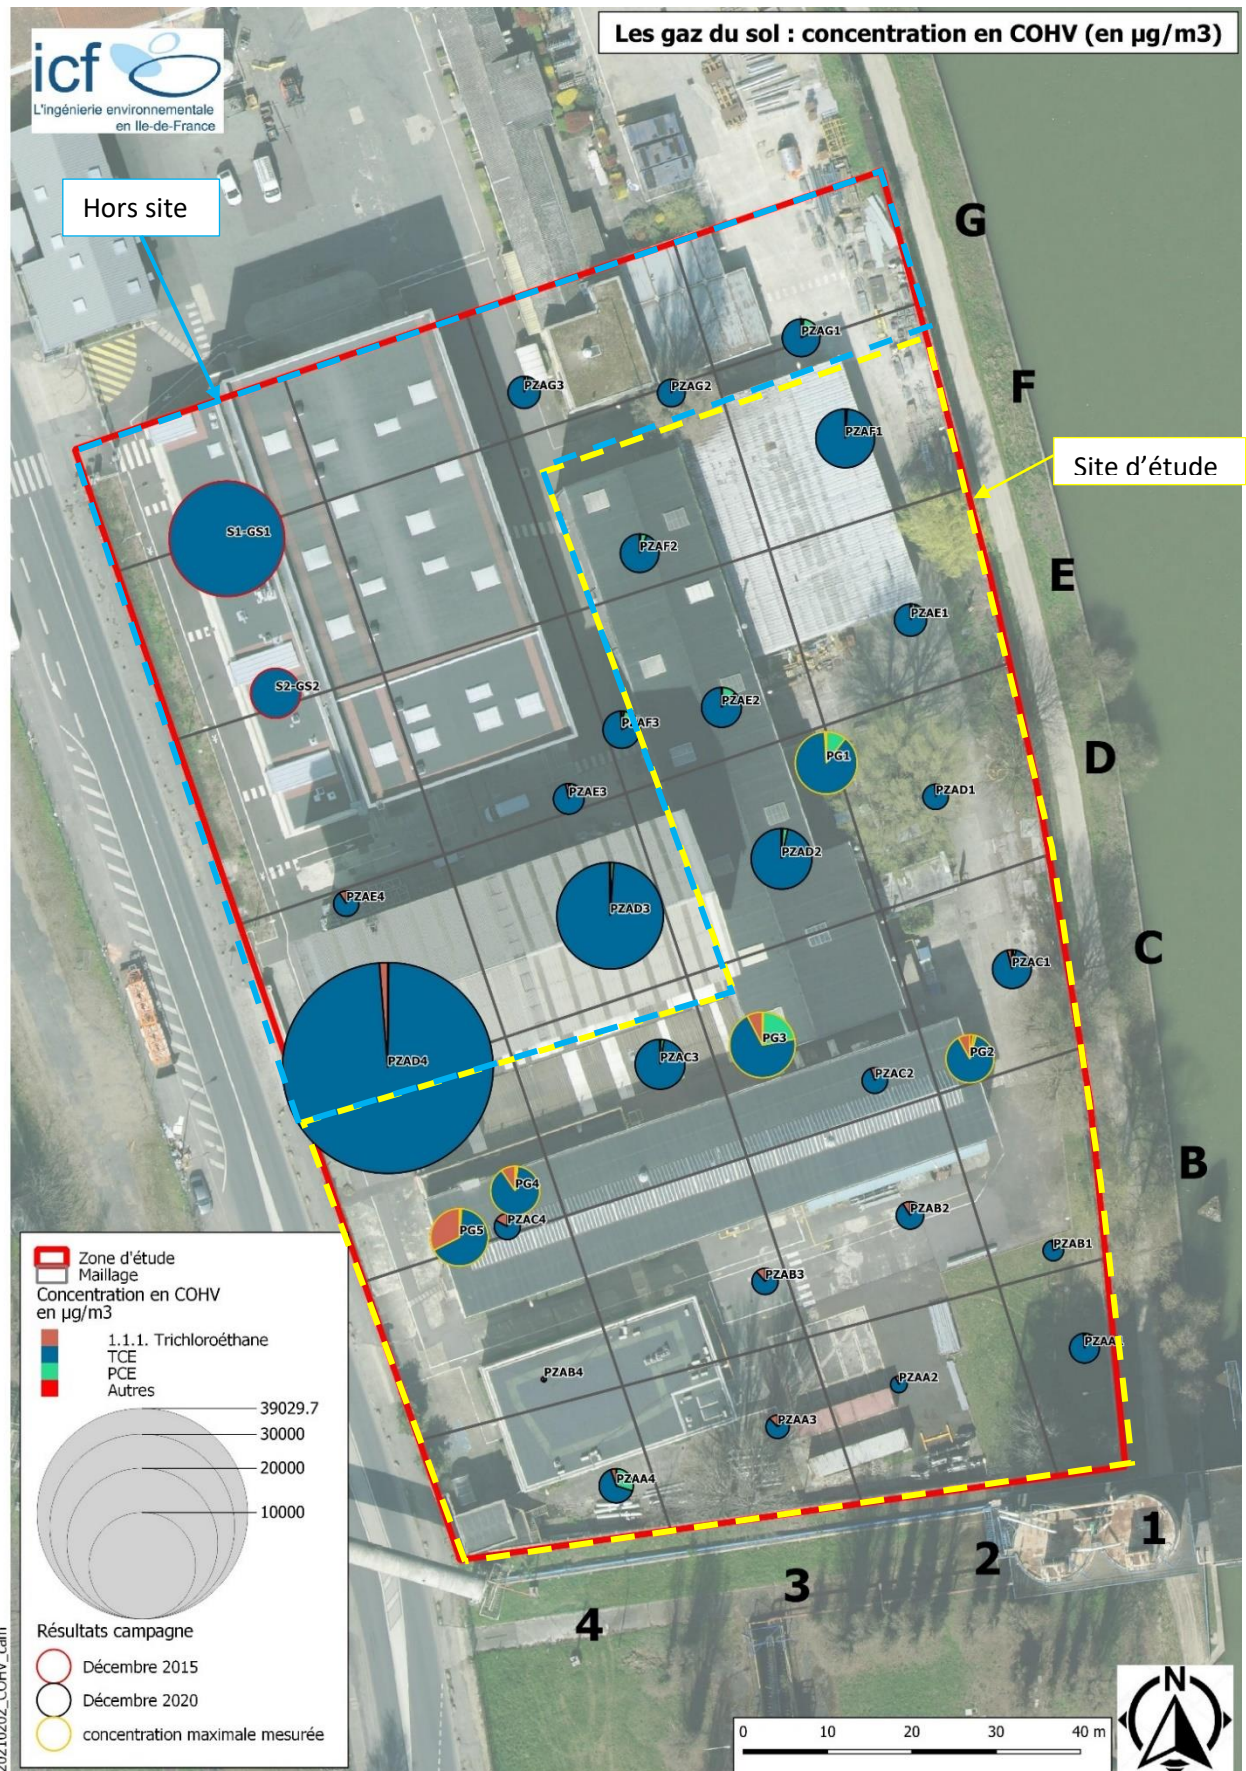 Les gaz du sol : concentration en COHV (en µg/m3)
icf
L'ingénierie environnementale
en Ile-de-France
Hors site
G
PZAG1
PZAG3
PZAG2
F
PZAF1
Site d'étude
S1-GS1
PZAF2
E
PZAE1
S2-GS2
PZAE2
PZAF3
PG1
D
PZAE3
PZAD1
PZAD2
PZAE4
PZAD3
C
PZAC1
PZAD4
PG3
PG2
PZAC3
PZAC2
B
PG4
PZAC4
PZAB2
PG5
PZAB1
PZAB3
PZAB4
PZAA2
PZAA3
PZAA4
1
2
3
4
Zone d'étude
Maillage
Concentration en COHV
en µg/m3
1.1.1. Trichloroéthane
TCE
PCE
Autres
39029.7
30000
20000
10000
Résultats campagne
Décembre 2015
Décembre 2020
concentration maximale mesurée
0 10 20 30 40 m
N